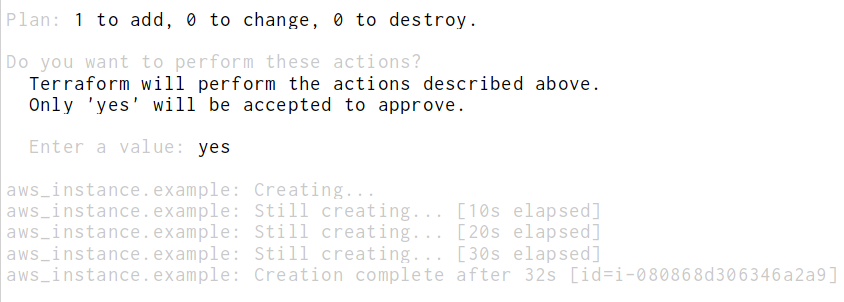 Plan: 1 to add, 0 to change, 0 to destroy.
Do you want to perform these actions?
Terraform will perform the actions described above.
Only 'yes' will be accepted to approve.
Enter a value: yes
aws_instance.example: Creating...
aws_instance.example: Still creating... [10s elapsed]
aws_instance.example: Still creating... [20s elapsed]
aws_instance.example: Still creating... [30s elapsed]
aws_instance.example: Creation complete after 32s [id=i-080868d306346a2a9]